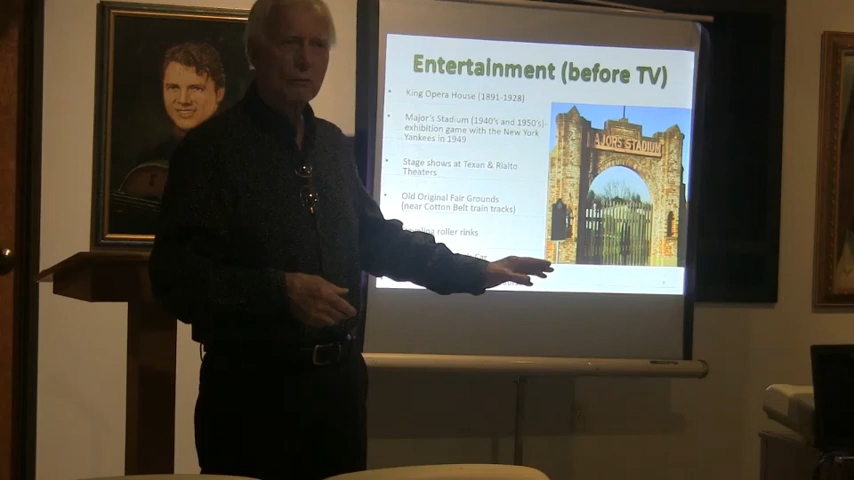 Entertainment (before TV)
King Opera House (1891-1928)
Major's Stadium (1940's and 1950's)
exhibition game with the New York
Yankees in 1949
Stage shows at Texan & Rialto
Theaters
Old Original Fair Grounds
(near Cotton Belt train tracks)
roller rinks
Car
MAJORS STADIUM